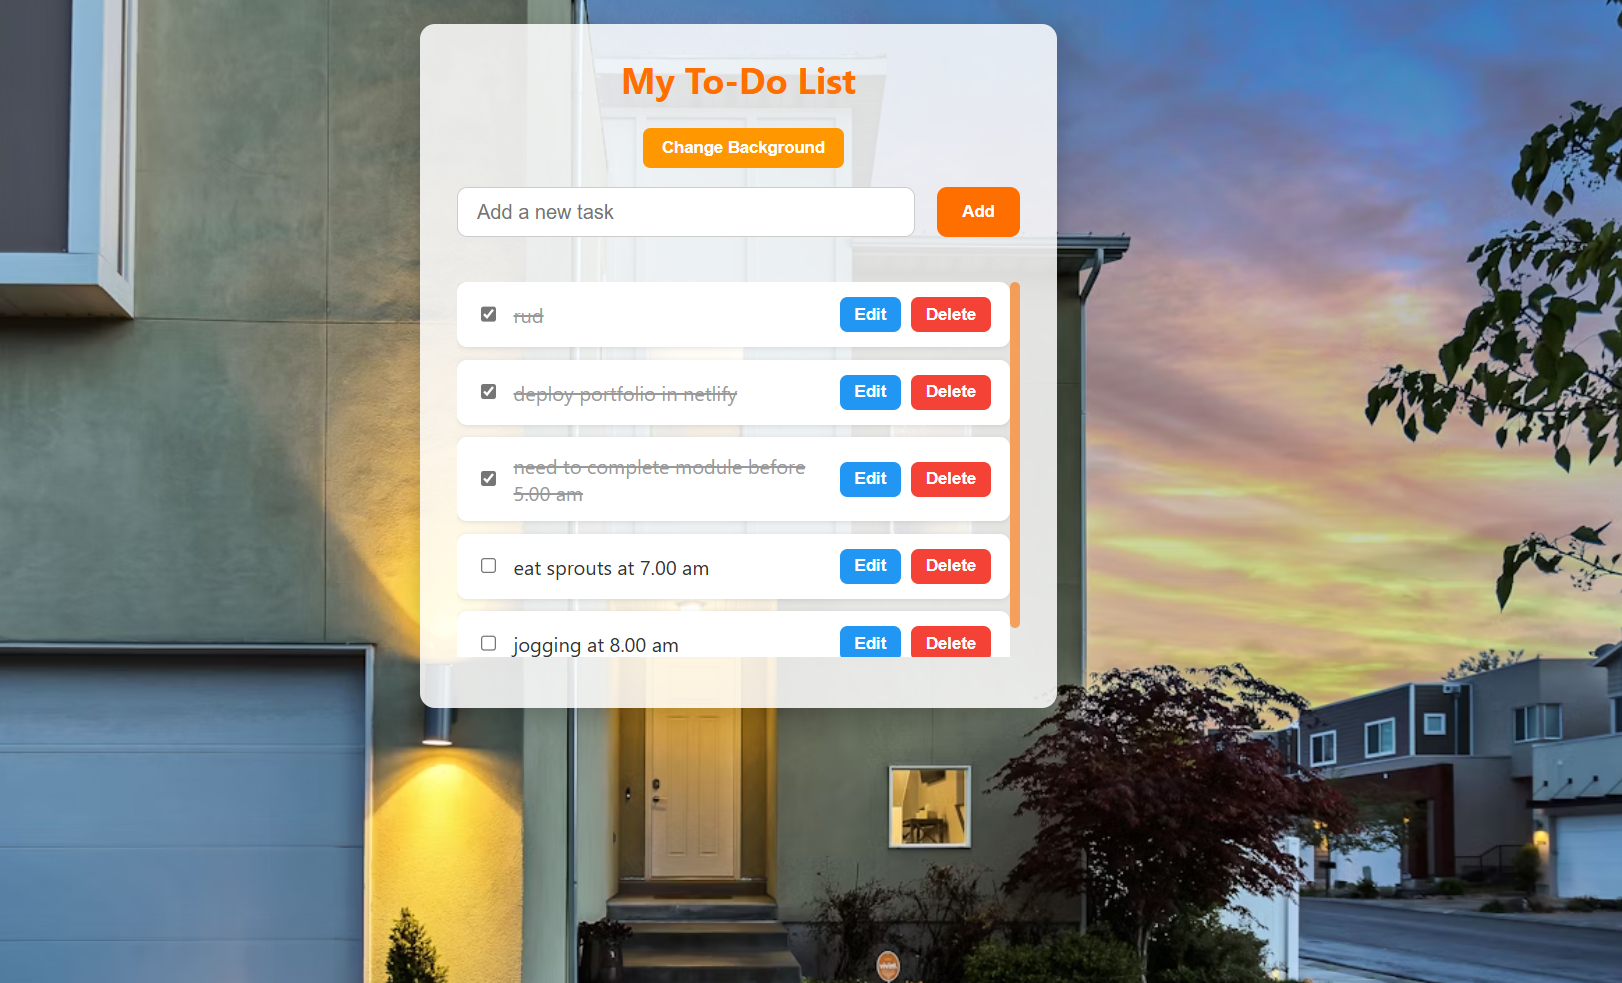 My To-Do List
Change Background
Add a new task
Add
rud
Edit
Delete
deploy portfolio in netlify
Edit
Delete
need to complete module before
5.00 am
Edit
Delete
eat sprouts at 7.00 am
Edit
Delete
jogging at 8.00 am
Edit
Delete
vivint